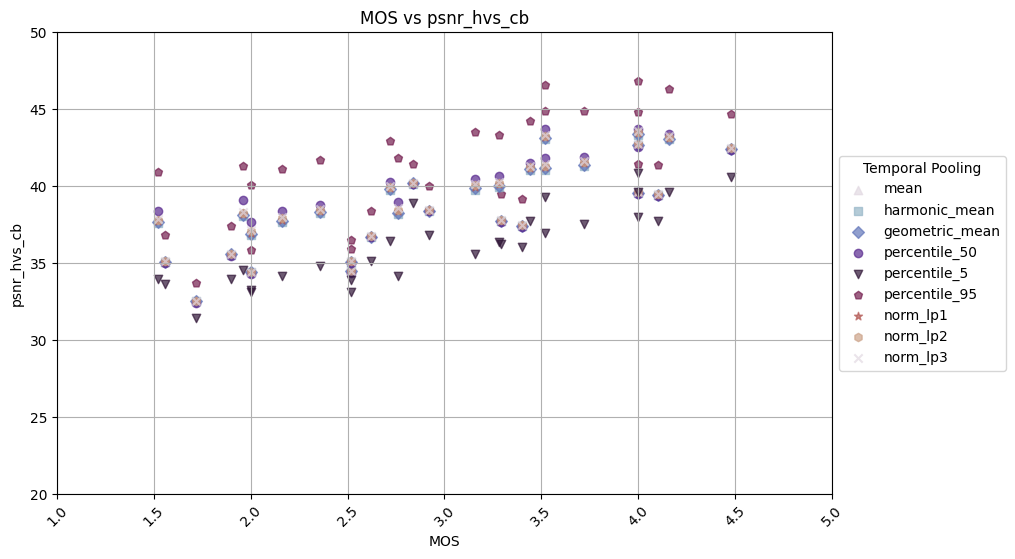 MOS vs psnr_hvs_cb
50
45
40
35
30
25
20
psnr_hvs_cb
1.0 1.5 2.0 2.5 3.0 3.5 4.0 4.5 5.0
MOS
Temporal Pooling
mean
harmonic_mean
geometric_mean
percentile_50
percentile_5
percentile_95
norm_lp1
norm_lp2
norm_lp3